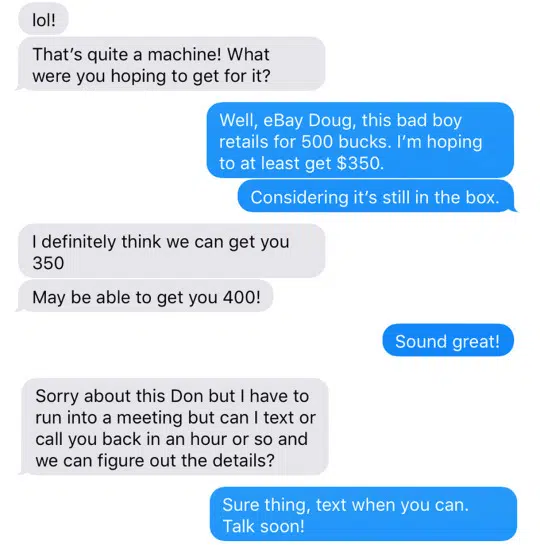 lol!
That’s quite a machine! What
were you hoping to get for it?
Well, eBay Doug, this bad boy
retails for 500 bucks. I’m hoping
to at least get $350.
Considering it’s still in the box.
I definitely think we can get you
350
May be able to get you 400!
Sound great!
Sorry about this Don but I have to
run into a meeting but can I text or
call you back in an hour or so and
we can figure out the details?
Sure thing, text when you can.
Talk soon!